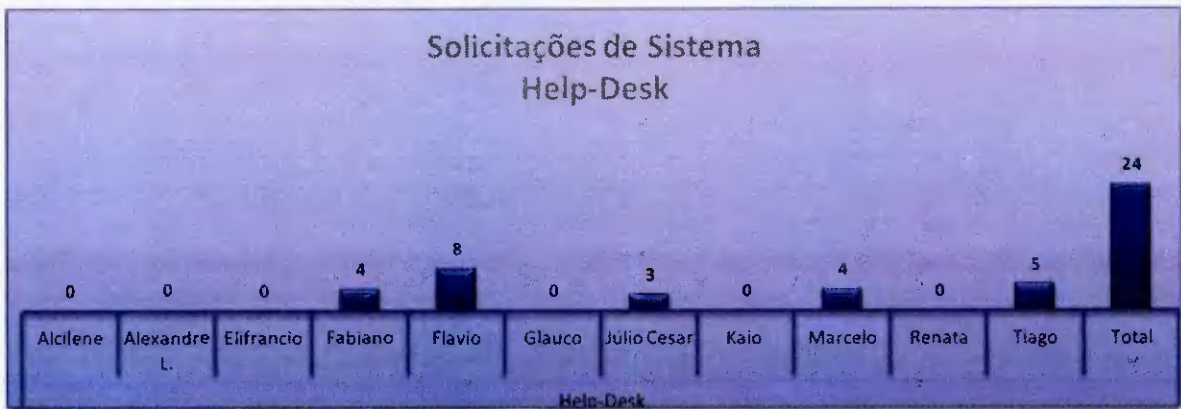 Solicitações de Sistema
Help-Desk
24
8
4
3
4
5
0
0
0
0
0
0
Alcilene
Alexandre L.
Elifrancio
Fabiano
Flavio
Glauco
Júlio Cesar
Kaio
Marcelo
Renata
Tiago
Total
Help-Desk